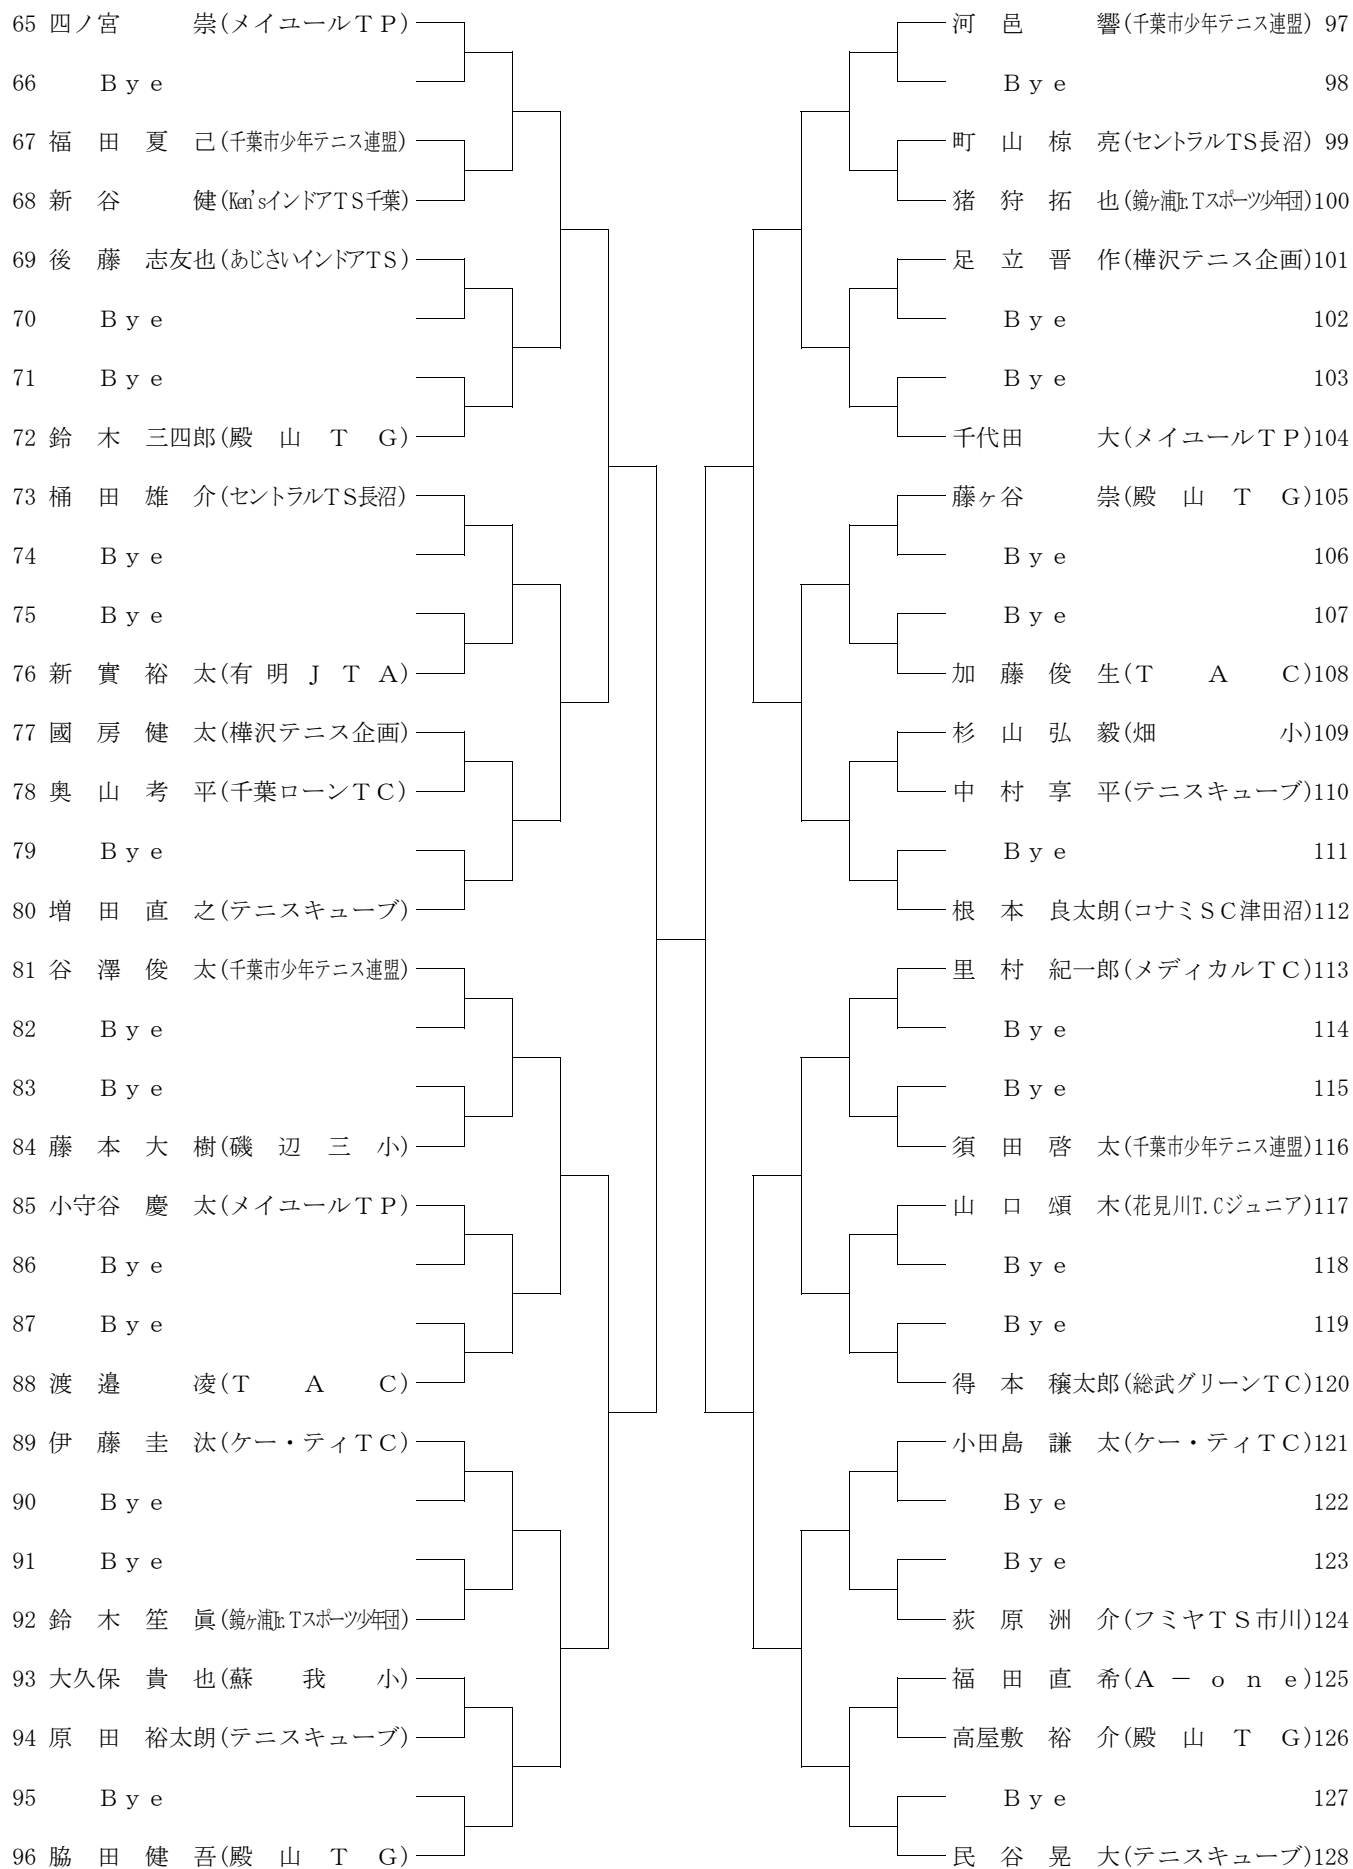 65 四ノ宮 崇(メイユールＴＰ)
66 Ｂｙｅ
67 福田夏己(千葉市少年テニス連盟)
68 新谷 健(Ken'sインドアTS千葉)
69 後藤 志友也(あじさいインドアTS)
70 Ｂｙｅ
71 Ｂｙｅ
72 鈴木 三四郎(殿山ＴＧ)
73 桶田雄介(セントラルTS長沼)
74 Ｂｙｅ
75 Ｂｙｅ
76 新實裕太(有明ＪＴＡ)
77 國房健太(樺沢テニス企画)
78 奥山考平(千葉ローンＴＣ)
79 Ｂｙｅ
80 増田直之(テニスキューブ)
81 谷澤俊太(千葉市少年テニス連盟)
82 Ｂｙｅ
83 Ｂｙｅ
84 藤本大樹(磯辺三小)
85 小守谷 慶太(メイユールＴＰ)
86 Ｂｙｅ
87 Ｂｙｅ
88 渡邉 凌(ＴＡＣ)
89 伊藤圭汰(ケー・ティＴＣ)
90 Ｂｙｅ
91 Ｂｙｅ
92 鈴木笙眞(鏡ヶ浦Jr.Tスポーツ少年団)
93 大久保 貴也(蘇我小)
94 原田 裕太朗(テニスキューブ)
95 Ｂｙｅ
96 脇田健吾(殿山ＴＧ)
河邑 響(千葉市少年テニス連盟) 97
Ｂｙｅ 98
町山椋亮(セントラルTS長沼) 99
猪狩拓也(鏡ヶ浦Jr.Tスポーツ少年団)100
足立晋作(樺沢テニス企画)101
Ｂｙｅ 102
Ｂｙｅ 103
千代田 大(メイユールＴＰ)104
藤ヶ谷 崇(殿山ＴＧ)105
Ｂｙｅ 106
Ｂｙｅ 107
加藤俊生(ＴＡＣ)108
杉山弘毅(畑小)109
中村享平(テニスキューブ)110
Ｂｙｅ 111
根本 良太朗(コナミＳＣ津田沼)112
里村 紀一郎(メディカルＴＣ)113
Ｂｙｅ 114
Ｂｙｅ 115
須田啓太(千葉市少年テニス連盟)116
山口頌木(花見川T.Cジュニア)117
Ｂｙｅ 118
Ｂｙｅ 119
得本 穣太郎(総武グリーンＴＣ)120
小田島 謙太(ケー・ティＴＣ)121
Ｂｙｅ 122
Ｂｙｅ 123
荻原洲介(フミヤＴＳ市川)124
福田直希(Ａ－ｏｎｅ)125
高屋敷 裕介(殿山ＴＧ)126
Ｂｙｅ 127
民谷晃大(テニスキューブ)128